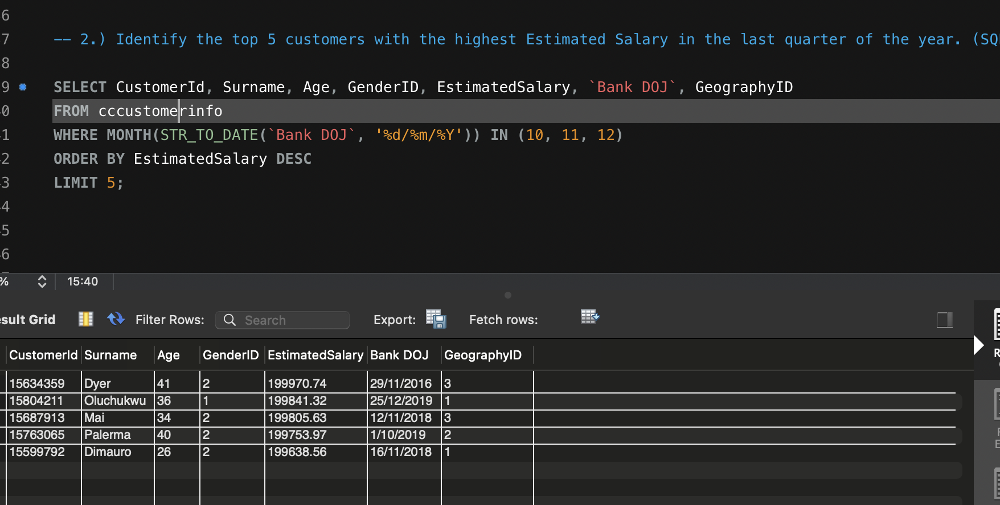 6
7 -- 2.) Identify the top 5 customers with the highest Estimated Salary in the last quarter of the year. (SQ
8
9 SELECT CustomerId, Surname, Age, GenderID, EstimatedSalary, `Bank DOJ`, GeographyID
0 FROM cccustomerinfo
1 WHERE MONTH(STR_TO_DATE(`Bank DOJ`, '%d/%m/%Y')) IN (10, 11, 12)
2 ORDER BY EstimatedSalary DESC
3 LIMIT 5;
4
5
6
% 15:40
esult Grid Filter Rows: Search Export: Fetch rows:
CustomerId Surname Age GenderID EstimatedSalary Bank DOJ GeographyID
15634359 Dyer 41 2 199970.74 29/11/2016 3
15804211 Oluchukwu 36 1 199841.32 25/12/2019 1
15687913 Mai 34 2 199805.63 12/11/2018 3
15763065 Palerma 40 2 199753.97 1/10/2019 2
15599792 Dimauro 26 2 199638.56 16/11/2018 1